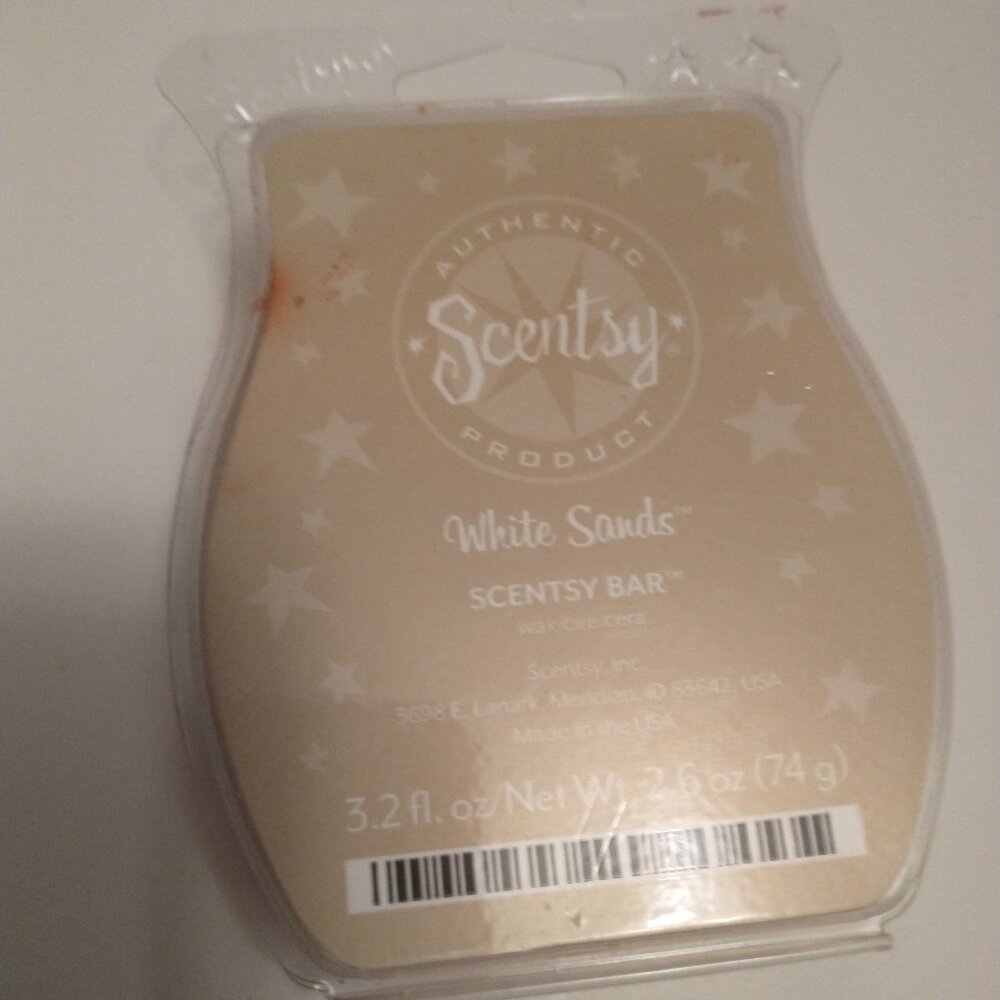 AUTHENTIC
Scentsy®
PRODUCT
White Sands™
SCENTSY BAR™
wax/cire/cera
Scentsy, Inc.
3698 E. Lanark, Meridian, ID 83642, USA
Made in the USA
3.2 fl. oz/Net Wt. 2.6 oz (74 g)